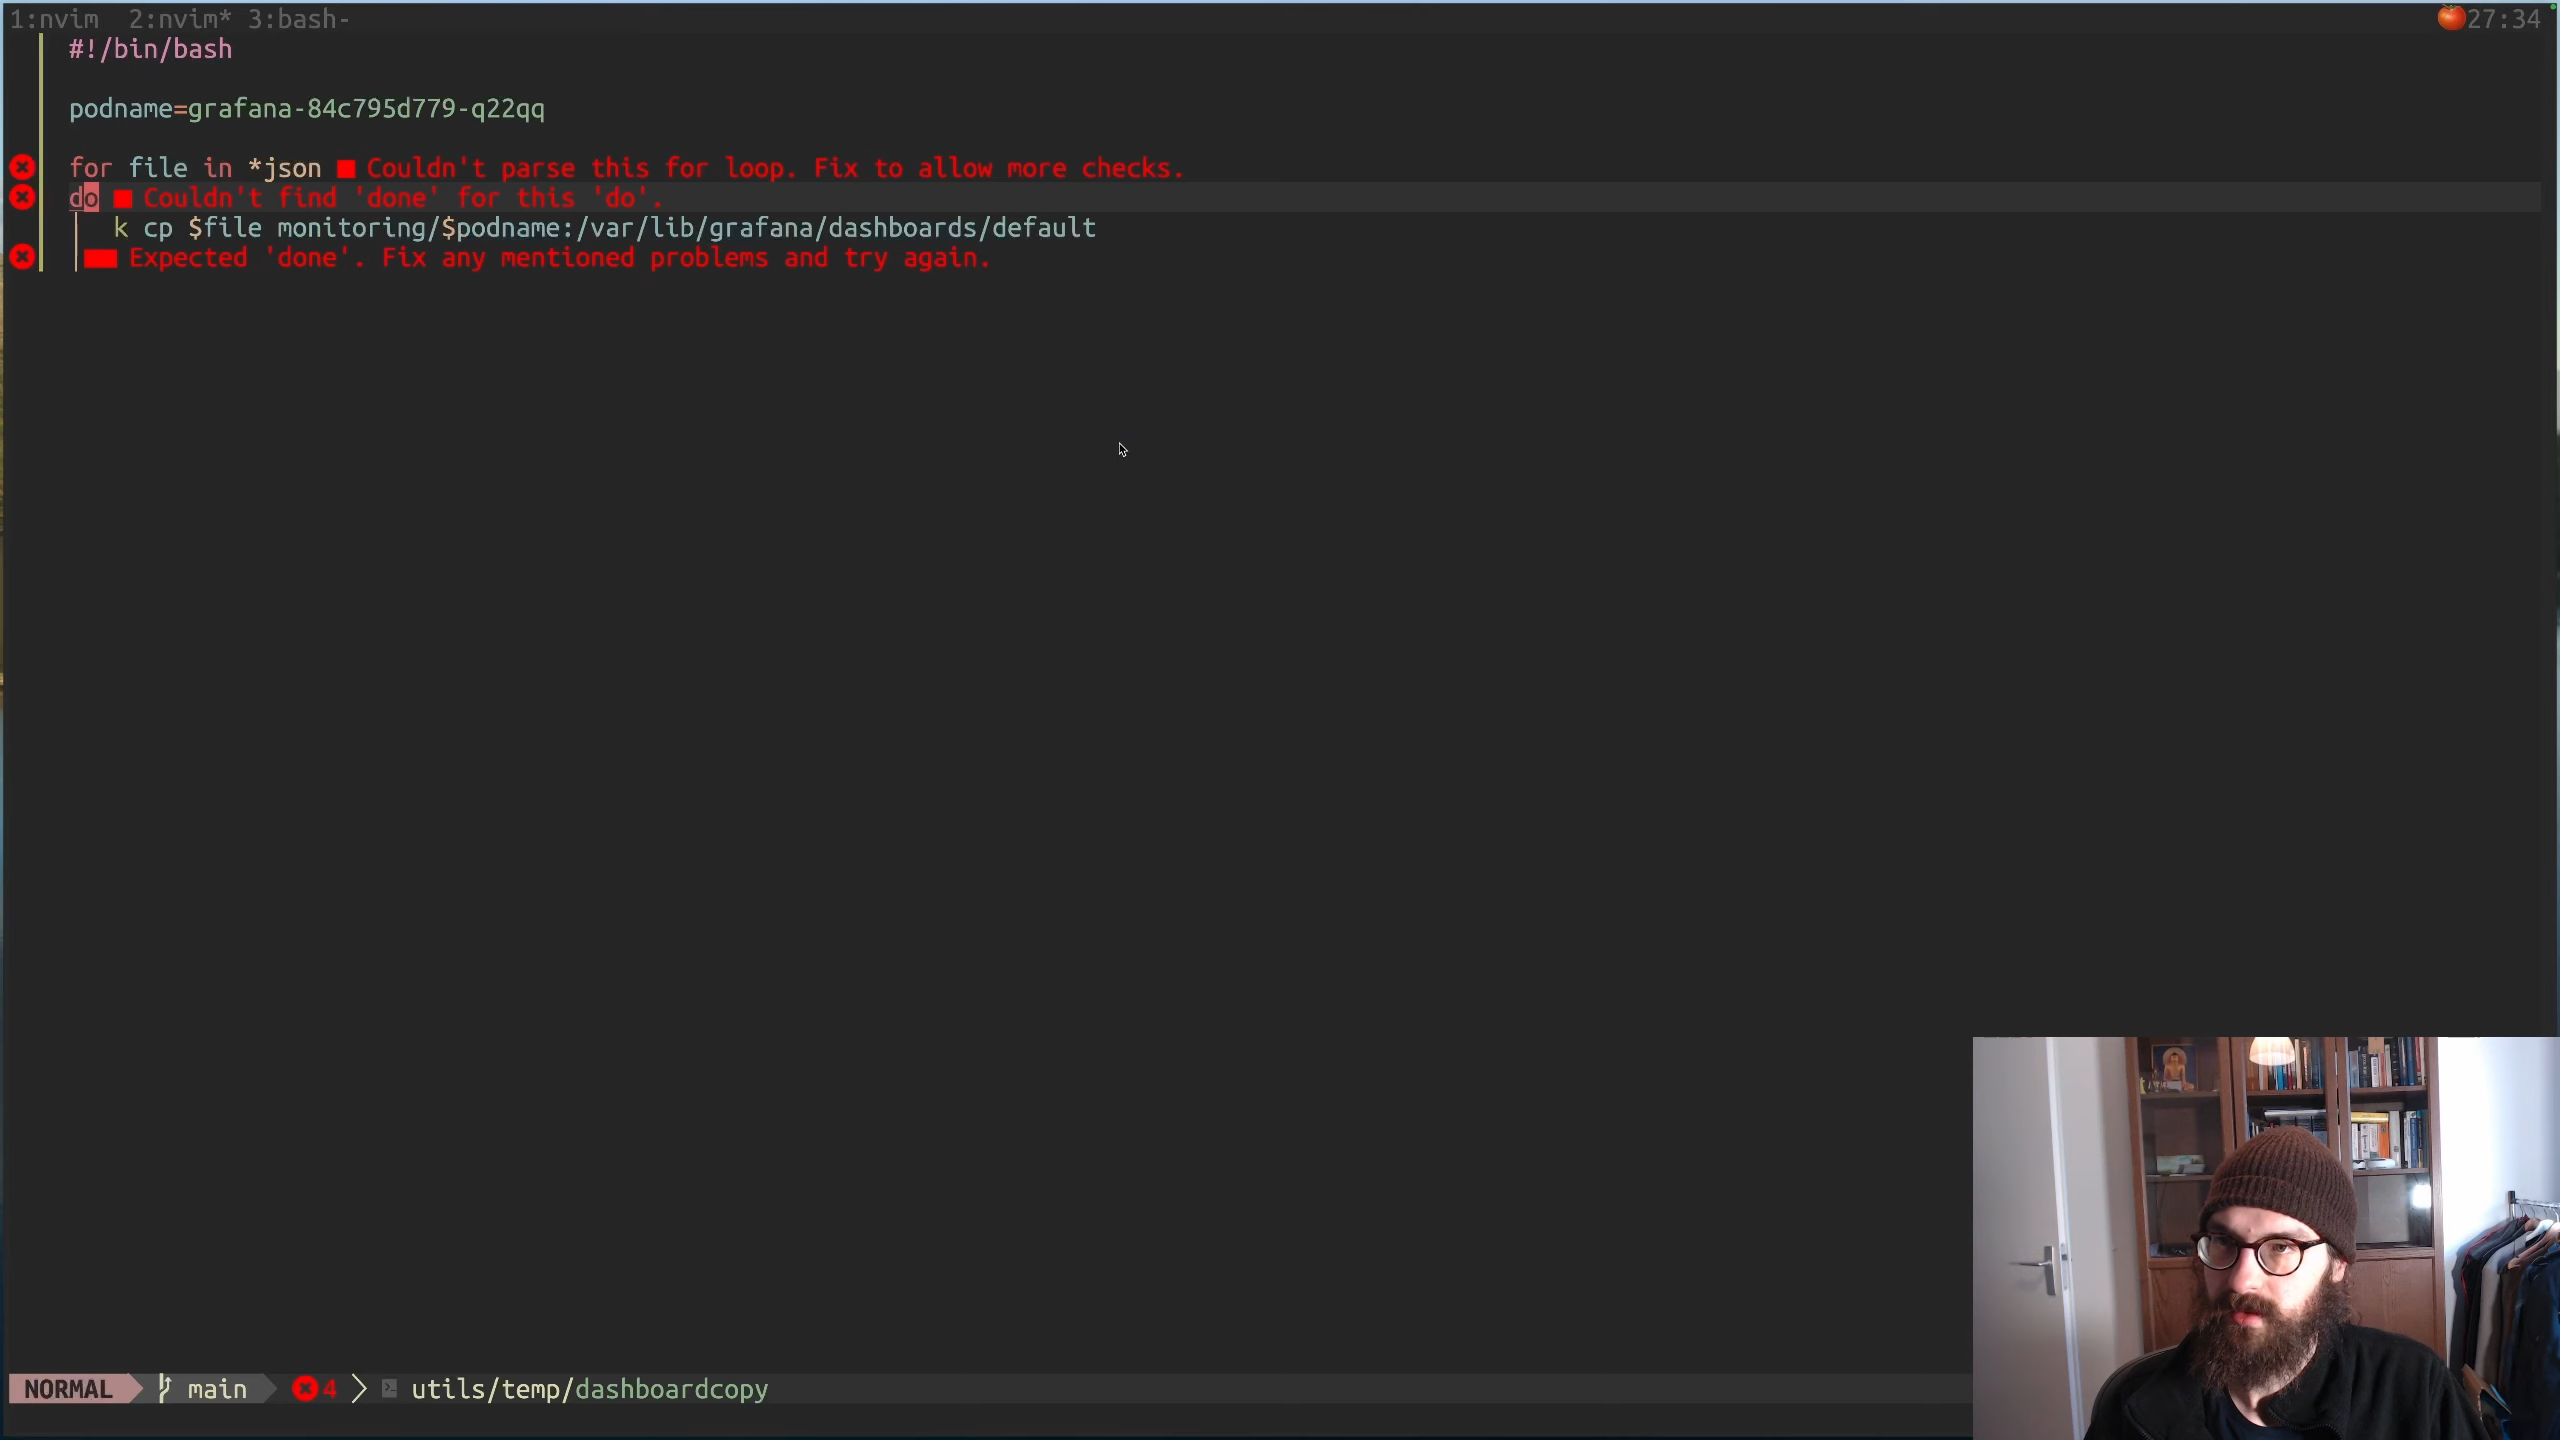 1:nvim  2:nvim* 3:bash-
27:34
#!/bin/bash
podname=grafana-84c795d779-q22qq
for file in *json ■ Couldn't parse this for loop. Fix to allow more checks.
do ■ Couldn't find 'done' for this 'do'.
k cp $file monitoring/$podname:/var/lib/grafana/dashboards/default
■■ Expected 'done'. Fix any mentioned problems and try again.
NORMAL main 4 utils/temp/dashboardcopy